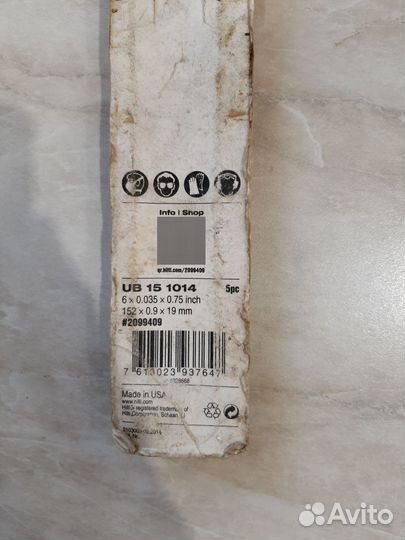 Info | Shop
qr.hilti.com/2099409
UB 15 1014 5pc
6 x 0.035 x 0.75 inch
152 x 0.9 x 19 mm
#2099409
7 613023 937647
Made in USA
www.hilti.com
Hilti= registered trademark of
Hilti Corporation, Schaan, LI
Avito